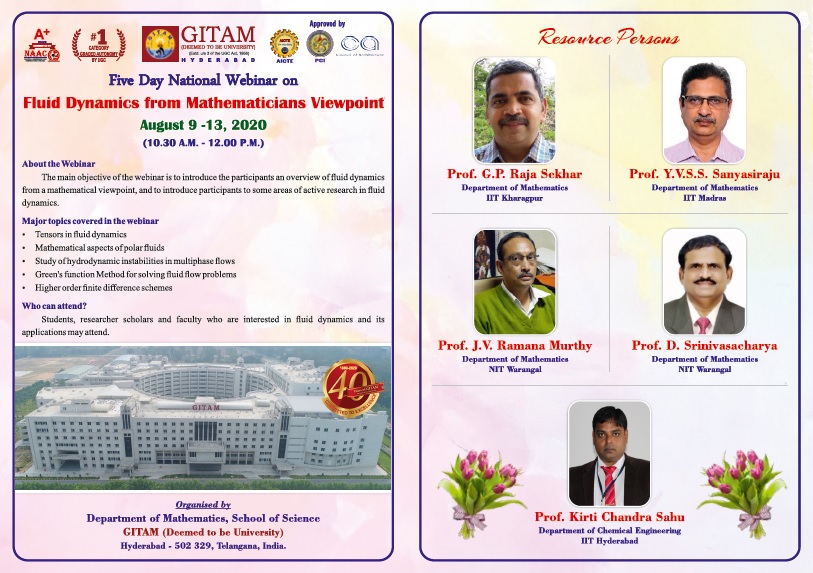 A+
NAAC
#1
CATEGORY
GRADED AUTONOMY
BY UGC
GITAM
(DEEMED TO BE UNIVERSITY)
(Estd. u/s 3 of the UGC Act, 1956)
HYDERABAD
Approved by
AICTE
PCI
Five Day National Webinar on
Fluid Dynamics from Mathematicians Viewpoint
August 9 -13, 2020
(10.30 A.M. - 12.00 P.M.)
About the Webinar
The main objective of the webinar is to introduce the participants an overview of fluid dynamics
from a mathematical viewpoint, and to introduce participants to some areas of active research in fluid
dynamics.
Major topics covered in the webinar
• Tensors in fluid dynamics
• Mathematical aspects of polar fluids
• Study of hydrodynamic instabilities in multiphase flows
• Green's function Method for solving fluid flow problems
• Higher order finite difference schemes
Who can attend?
Students, researcher scholars and faculty who are interested in fluid dynamics and its
applications may attend.
GITAM
1980-2020
40
Organised by
Department of Mathematics, School of Science
GITAM (Deemed to be University)
Hyderabad - 502 329, Telangana, India.
Resource Persons
Prof. G.P. Raja Sekhar
Department of Mathematics
IIT Kharagpur
Prof. Y.V.S.S. Sanyasiraju
Department of Mathematics
IIT Madras
Prof. J.V. Ramana Murthy
Department of Mathematics
NIT Warangal
Prof. D. Srinivasacharya
Department of Mathematics
NIT Warangal
Prof. Kirti Chandra Sahu
Department of Chemical Engineering
IIT Hyderabad